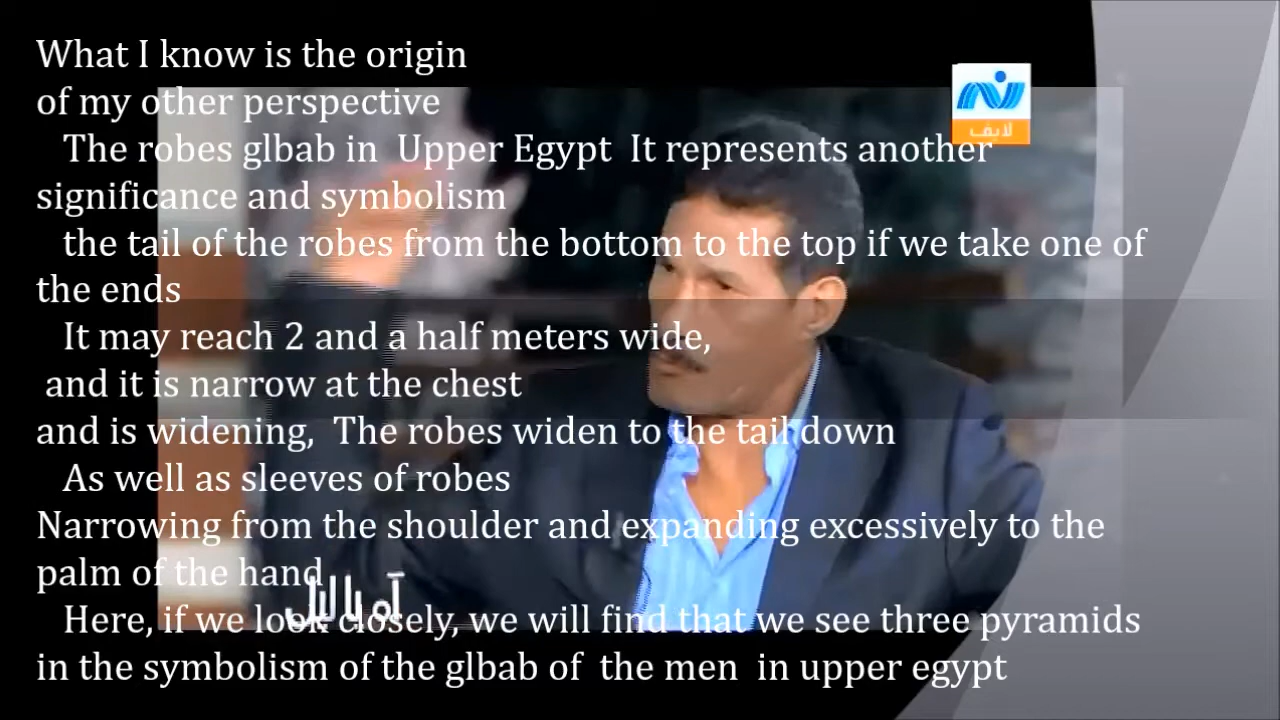 What I know is the origin
of my other perspective
The robes glbab in Upper Egypt It represents another
significance and symbolism
the tail of the robes from the bottom to the top if we take one of
the ends
It may reach 2 and a half meters wide,
and it is narrow at the chest
and is widening, The robes widen to the tail down
As well as sleeves of robes
Narrowing from the shoulder and expanding excessively to the
palm of the hand
Here, if we look closely, we will find that we see three pyramids
in the symbolism of the glbab of the men in upper egypt
لايف